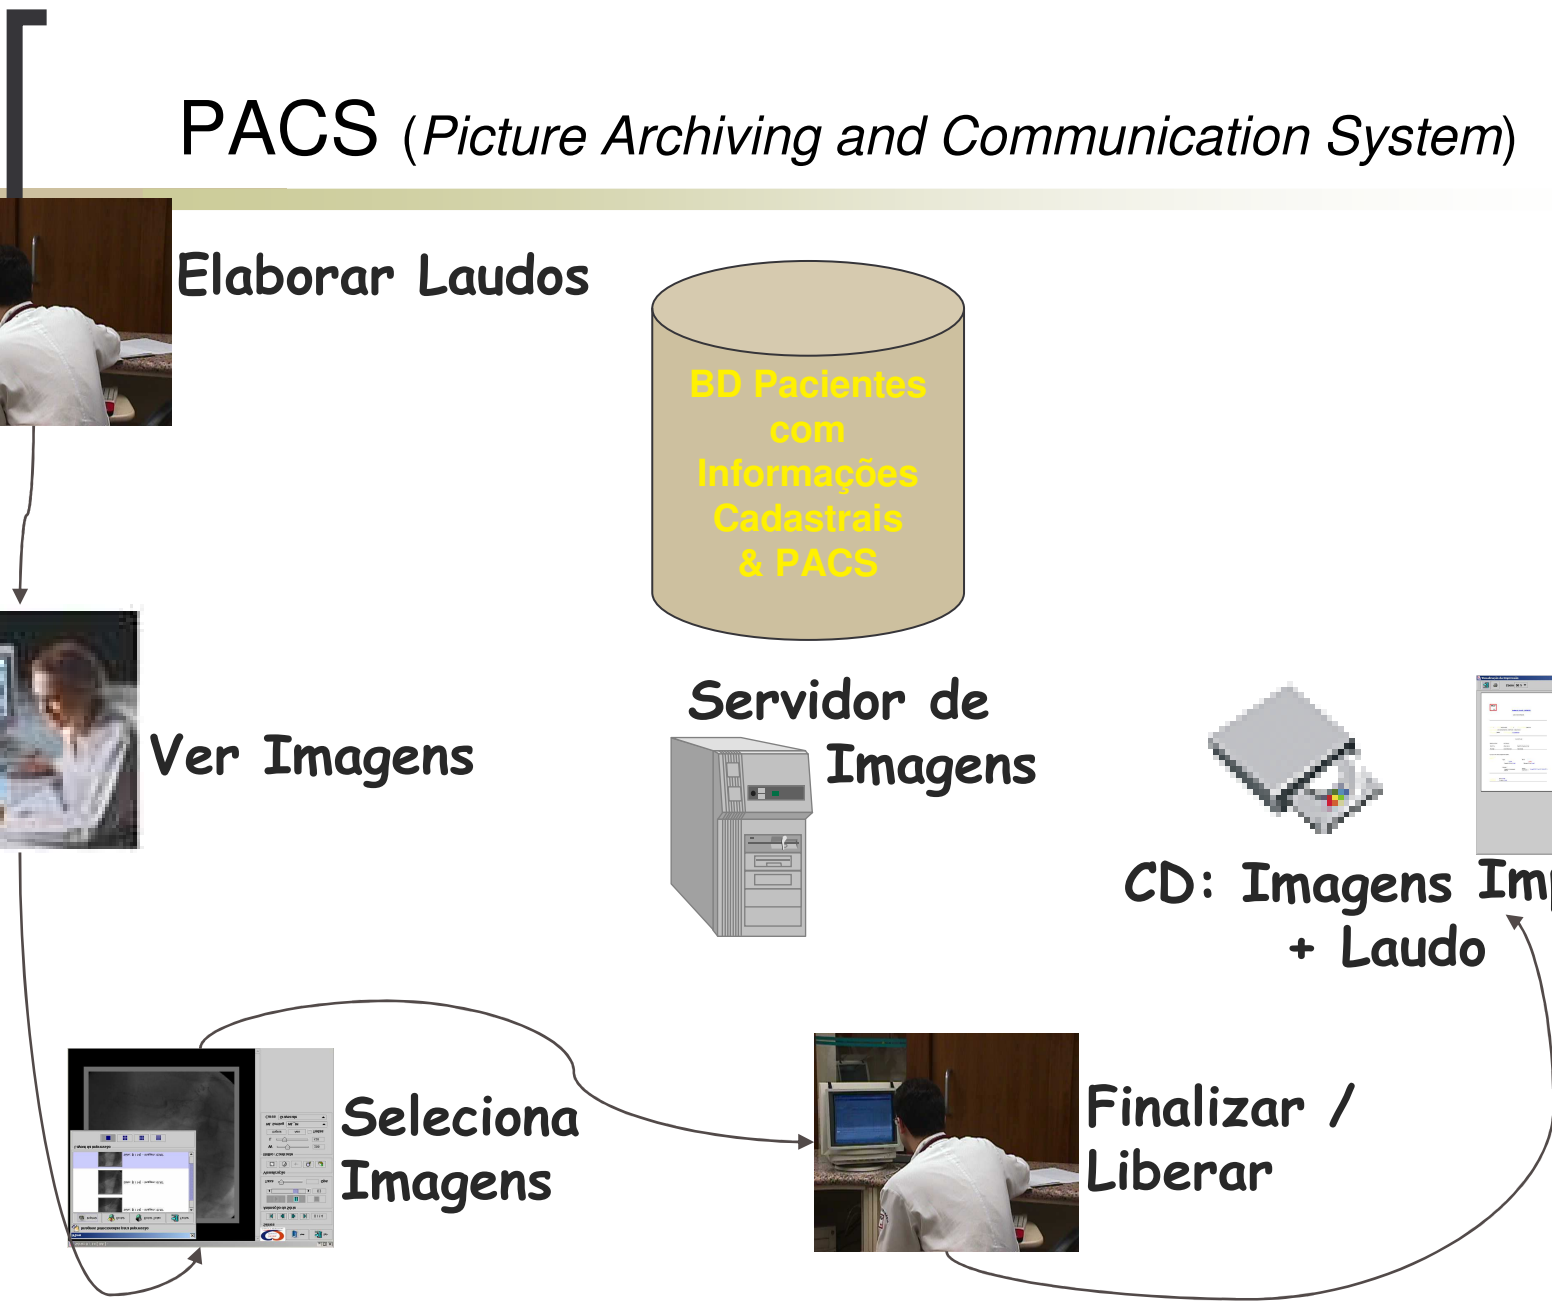 PACS (Picture Archiving and Communication System)
Elaborar Laudos
BD Pacientes
com
Informações
Cadastrais
& PACS
Servidor de
Imagens
Ver Imagens
CD: Imagens
+ Laudo
Seleciona
Imagens
Finalizar /
Liberar